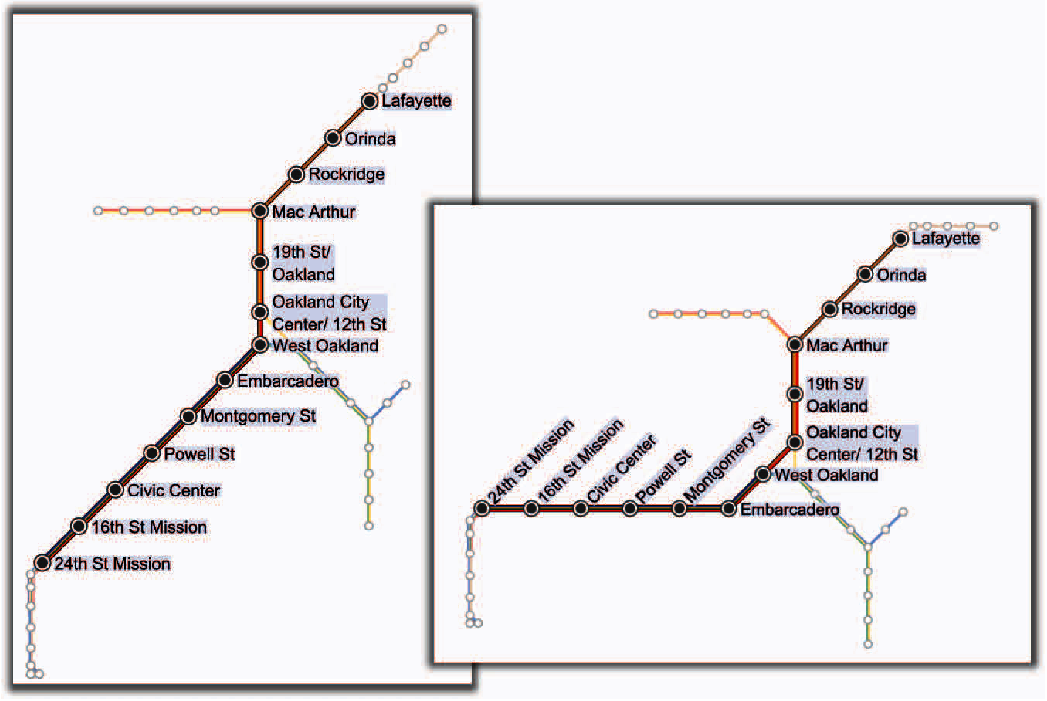 Lafayette
Orinda
Rockridge
Mac Arthur
19th St/
Oakland
Oakland City
Center/ 12th St
West Oakland
Embarcadero
Montgomery St
Powell St
Civic Center
16th St Mission
24th St Mission
Lafayette
Orinda
Rockridge
Mac Arthur
19th St/
Oakland
Oakland City
Center/ 12th St
West Oakland
Embarcadero
24th St Mission
16th St Mission
Civic Center
Powell St
Montgomery St